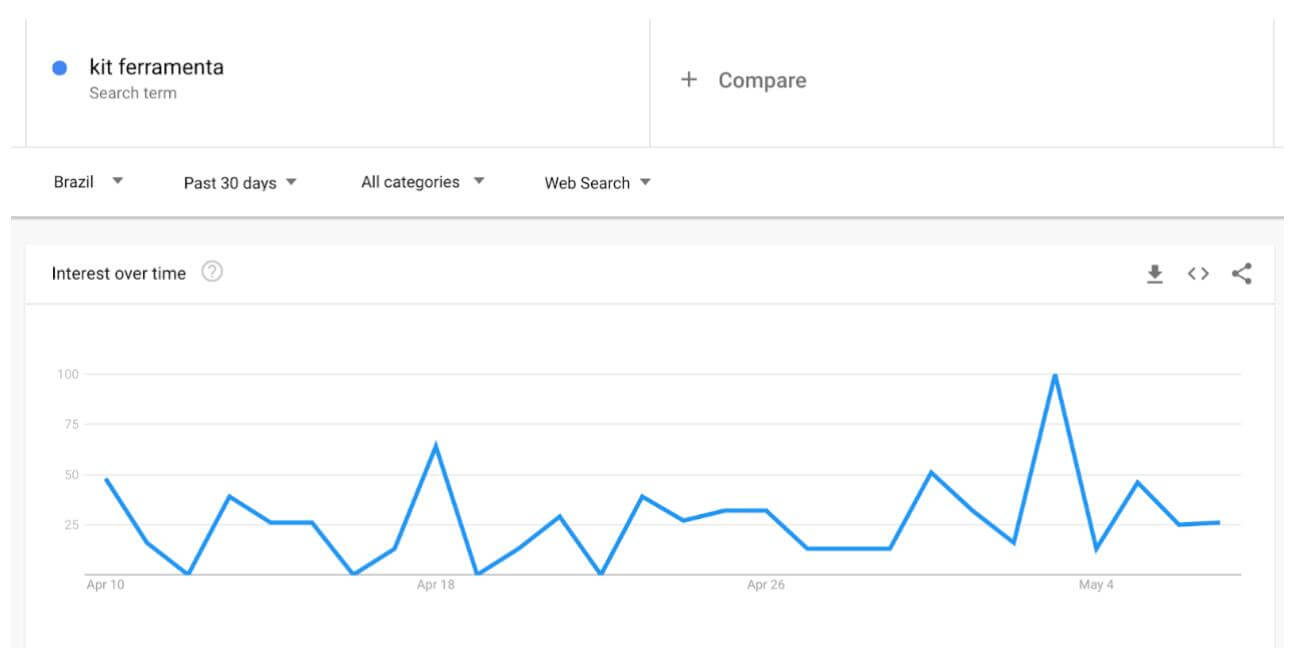 kit ferramenta
Search term
+ Compare
Brazil
Past 30 days
All categories
Web Search
Interest over time ?
100
75
50
25
Apr 10
Apr 18
Apr 26
May 4